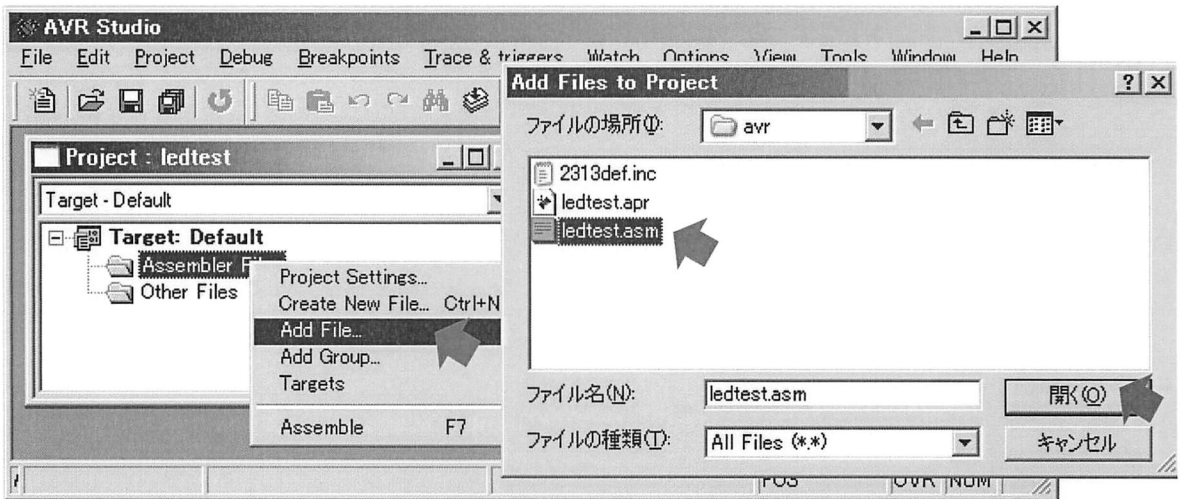 AVR Studio
File Edit Project Debug Breakpoints Trace & triggers Watch Options View Tools Window Help
Project : ledtest
Target - Default
Target: Default
Assembler
Other Files
Project Settings...
Create New File... Ctrl+N
Add File...
Add Group...
Targets
Assemble F7
Add Files to Project
ファイルの場所(I):
avr
2313def.inc
ledtest.apr
ledtest.asm
ファイル名(N):
ledtest.asm
開く(O)
ファイルの種類(T):
All Files (*.*)
キャンセル
POS OVR NUM